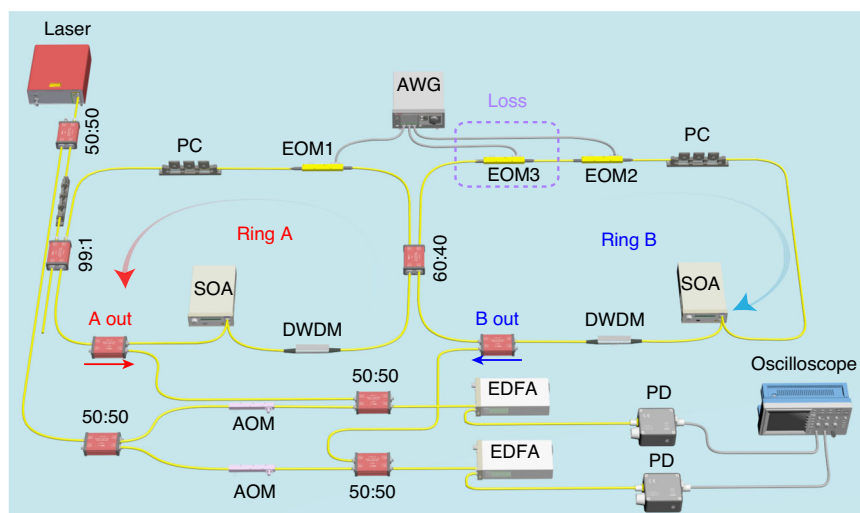 Laser
50:50
PC
EOM1
AWG
Loss
EOM3
EOM2
PC
99:1
Ring A
60:40
Ring B
SOA
SOA
A out
DWDM
B out
DWDM
Oscilloscope
50:50
50:50
EDFA
PD
AOM
EDFA
PD
AOM
50:50